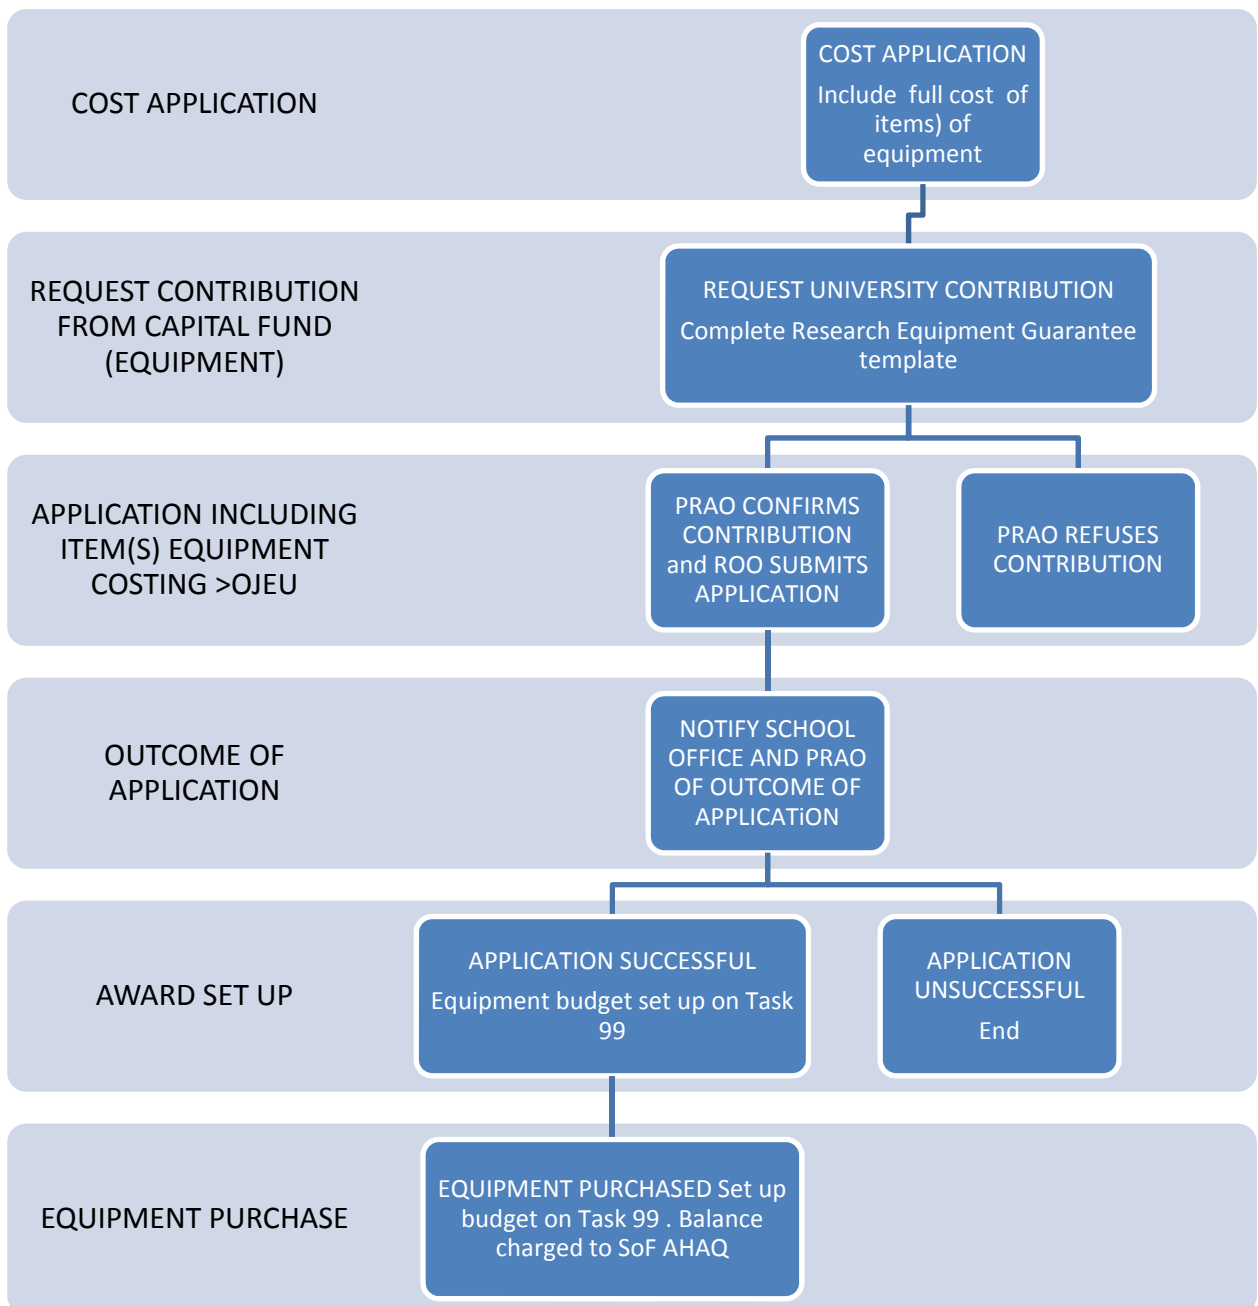 COST APPLICATION
COST APPLICATION
Include full cost of
items) of
equipment
REQUEST CONTRIBUTION
FROM CAPITAL FUND
(EQUIPMENT)
REQUEST UNIVERSITY CONTRIBUTION
Complete Research Equipment Guarantee
template
APPLICATION INCLUDING
ITEM(S) EQUIPMENT
COSTING >OJEU
PRAO CONFIRMS
CONTRIBUTION
and ROO SUBMITS
APPLICATION
PRAO REFUSES
CONTRIBUTION
OUTCOME OF
APPLICATION
NOTIFY SCHOOL
OFFICE AND PRAO
OF OUTCOME OF
APPLICATiON
AWARD SET UP
APPLICATION SUCCESSFUL
Equipment budget set up on Task
99
APPLICATION
UNSUCCESSFUL
End
EQUIPMENT PURCHASE
EQUIPMENT PURCHASED Set up
budget on Task 99 . Balance
charged to SoF AHAQ